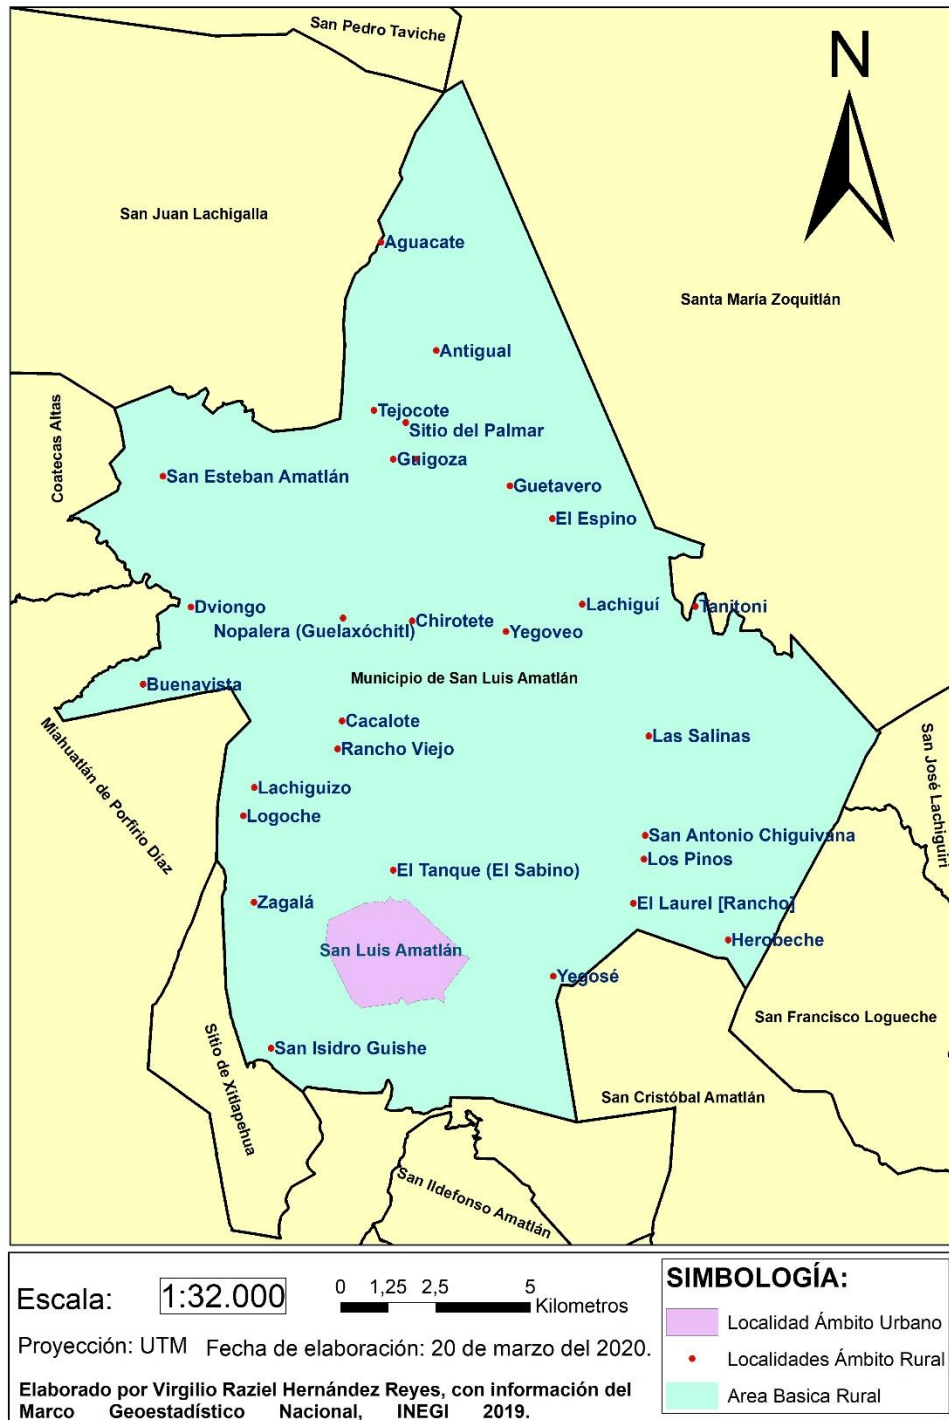 San Pedro Taviche
N
San Juan Lachigalla
Aguacate
Santa María Zoquitlán
Antigual
Coatecas Altas
Tejocote
Sitio del Palmar
Guigoza
San Esteban Amatlán
Guetavero
El Espino
Dviongo
Lachiguí
Tanitoni
Nopalera (Guelaxóchitl)
Chirotete
Yegoveo
Municipio de San Luis Amatlán
Buenavista
Cacalote
Rancho Viejo
Las Salinas
Miahuatlán de Porfirio Díaz
San José Lachiguiri
Lachiguizo
Logoche
San Antonio Chiguivana
Los Pinos
El Tanque (El Sabino)
Zagalá
El Laurel [Rancho]
San Luis Amatlán
Herobeche
Yegosé
San Francisco Logueche
Sitio de Xitlapehua
San Isidro Guishe
San Cristóbal Amatlán
San Ildefonso Amatlán
Escala: 1:32.000
0 1,25 2,5 5
Kilometros
Proyección: UTM Fecha de elaboración: 20 de marzo del 2020.
Elaborado por Virgilio Raziel Hernández Reyes, con información del
Marco Geoestadístico Nacional, INEGI 2019.
SIMBOLOGÍA:
Localidad Ámbito Urbano
Localidades Ámbito Rural
Area Basica Rural